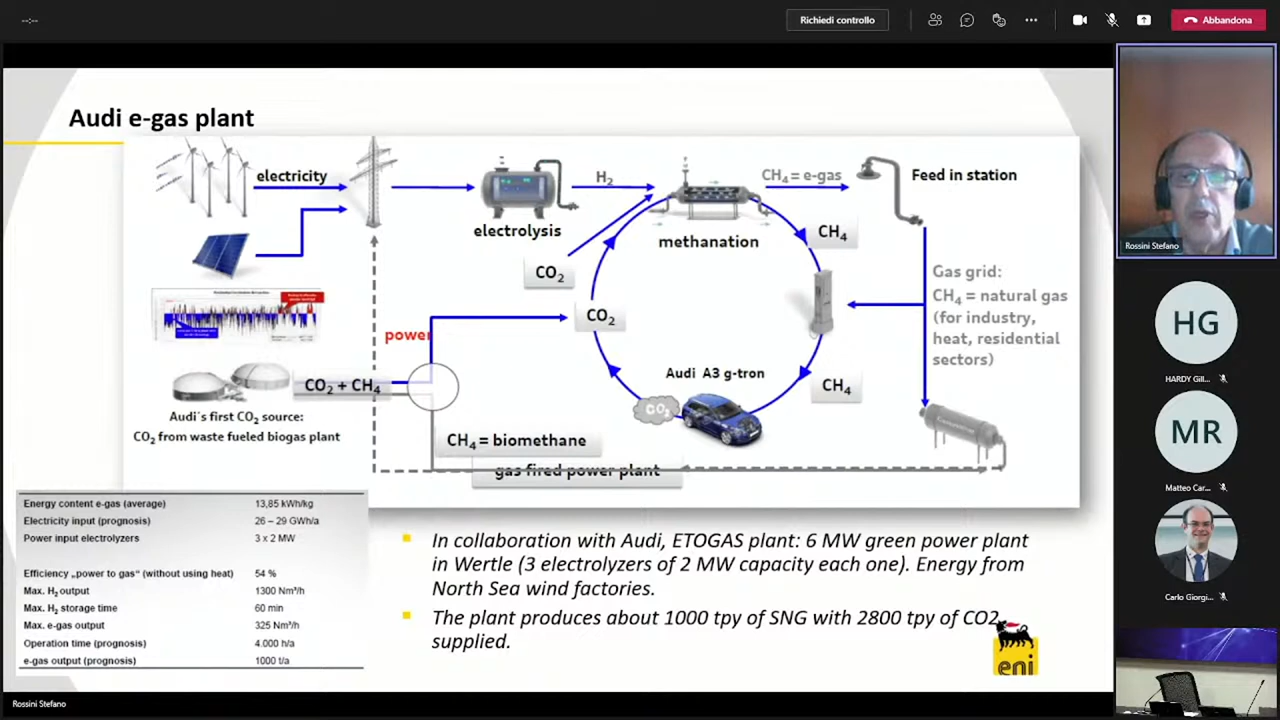 --:--
Richiedi controllo
Abbandona
Audi e-gas plant
electricity
H2
CH4 = e-gas
Feed in station
electrolysis
methanation
CH4
CO2
CO2
Gas grid:
CH4 = natural gas
(for industry,
heat, residential
sectors)
power
Audi A3 g-tron
CO2 + CH4
CH4
CO2
Audi´s first CO2 source:
CO2 from waste fueled biogas plant
CH4 = biomethane
gas fired power plant
Energy content e-gas (average) 13,85 kWh/kg
Electricity input (prognosis) 26 – 29 GWh/a
Power input electrolyzers 3 x 2 MW
Efficiency „power to gas“ (without using heat) 54 %
Max. H2 output 1300 Nm³/h
Max. H2 storage time 60 min
Max. e-gas output 325 Nm³/h
Operation time (prognosis) 4.000 h/a
e-gas output (prognosis) 1000 t/a
In collaboration with Audi, ETOGAS plant: 6 MW green power plant
in Wertle (3 electrolyzers of 2 MW capacity each one). Energy from
North Sea wind factories.
The plant produces about 1000 tpy of SNG with 2800 tpy of CO2
supplied.
eni
Rossini Stefano
Rossini Stefano
HG
HARDY Gill...
MR
Matteo Car...
Carlo Giorgi...